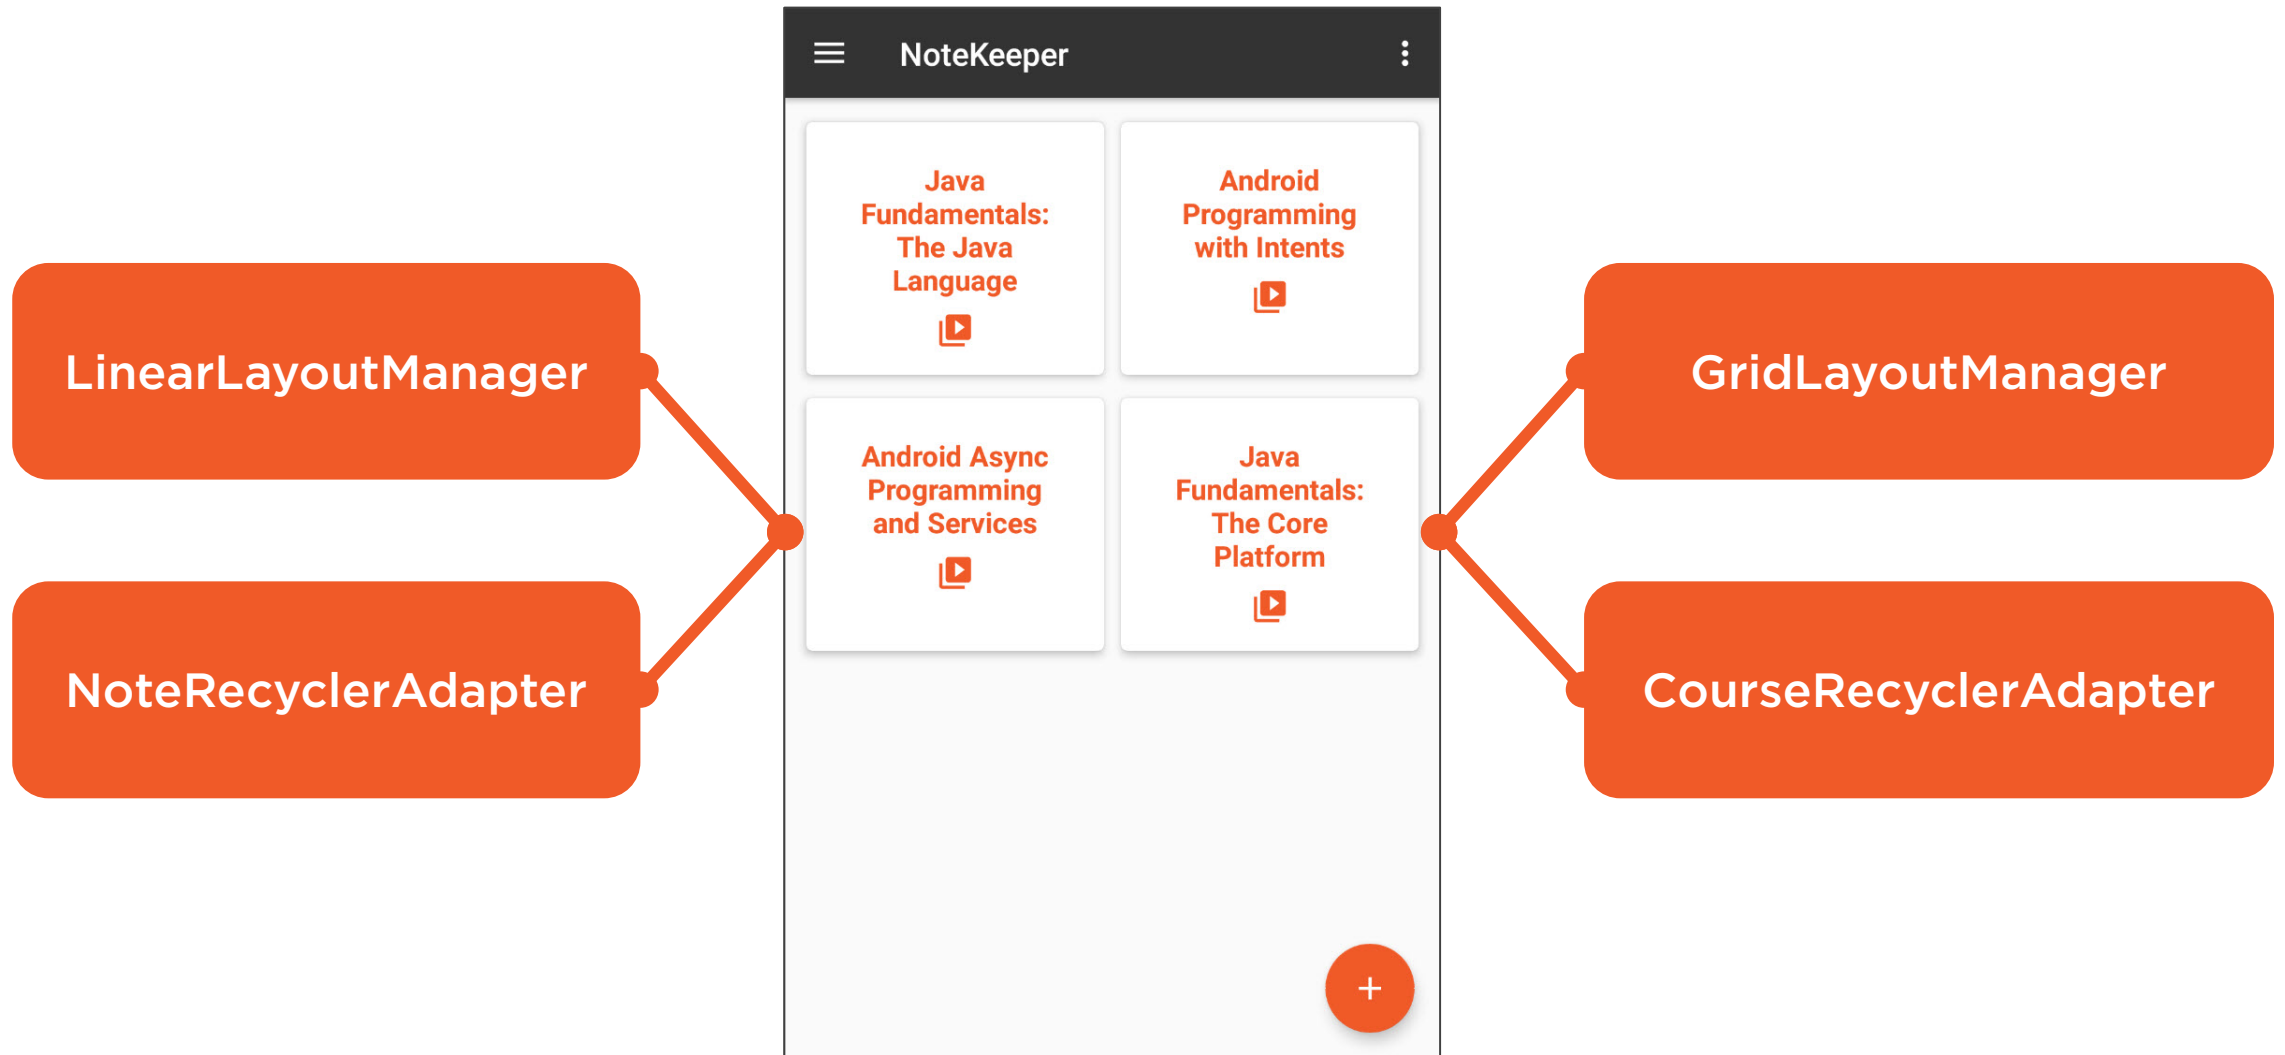 NoteKeeper
Java
Fundamentals:
The Java
Language
Android
Programming
with Intents
LinearLayoutManager
GridLayoutManager
Android Async
Programming
and Services
Java
Fundamentals:
The Core
Platform
NoteRecyclerAdapter
CourseRecyclerAdapter